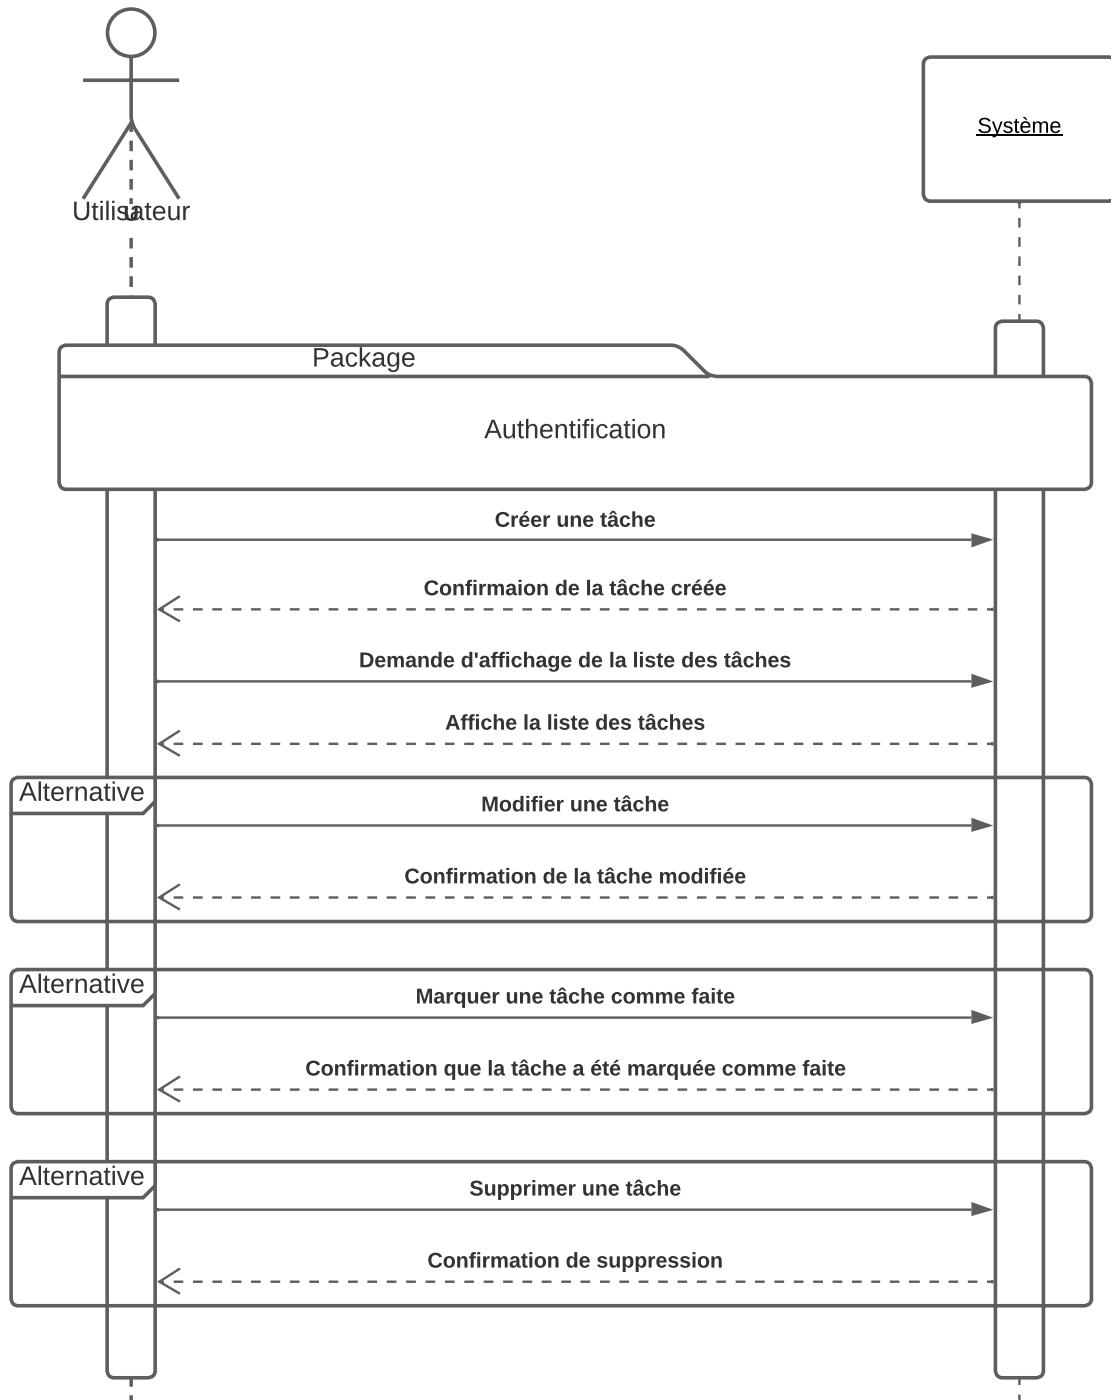 Système
Utilisateur
Package
Authentification
Créer une tâche
Confirmaion de la tâche créée
Demande d'affichage de la liste des tâches
Affiche la liste des tâches
Alternative
Modifier une tâche
Confirmation de la tâche modifiée
Alternative
Marquer une tâche comme faite
Confirmation que la tâche a été marquée comme faite
Alternative
Supprimer une tâche
Confirmation de suppression